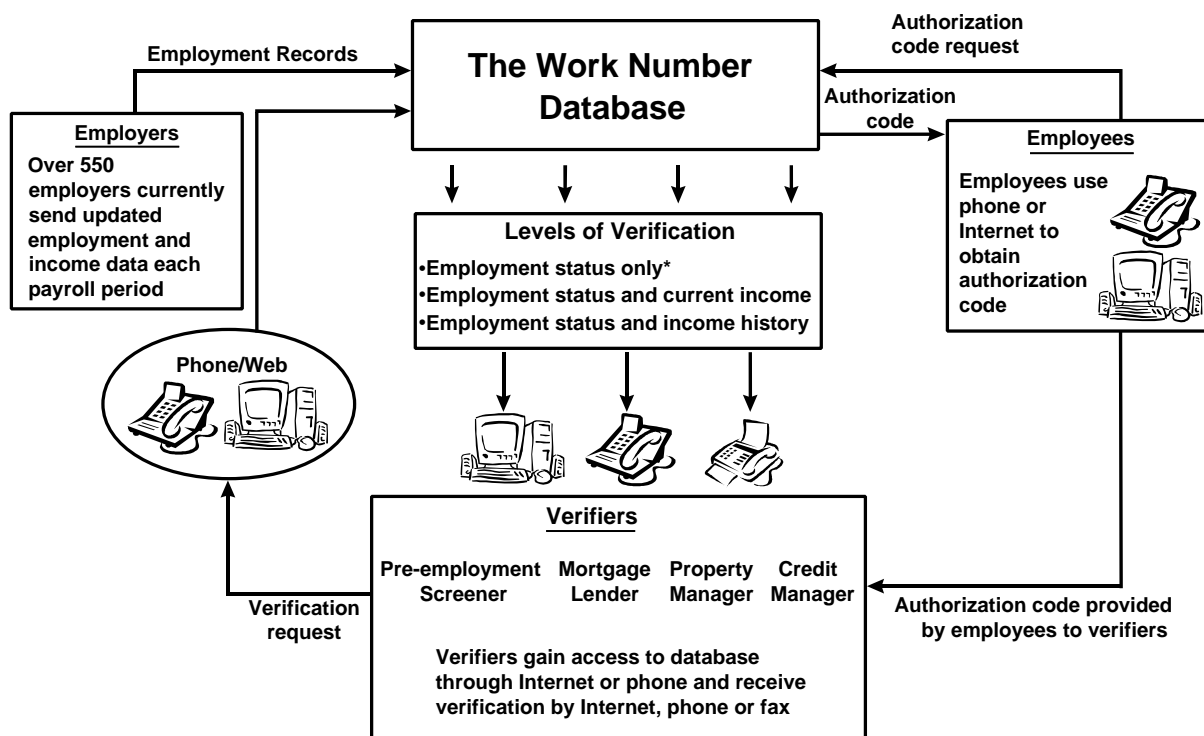 Employment Records
The Work Number
Database
Authorization
code request
Authorization
code
Employers
Over 550
employers currently
send updated
employment and
income data each
payroll period
Employees
Employees use
phone or
Internet to
obtain
authorization
code
Levels of Verification
•Employment status only*
•Employment status and current income
•Employment status and income history
Phone/Web
Verification
request
Verifiers
Pre-employment
Screener
Mortgage
Lender
Property
Manager
Credit
Manager
Verifiers gain access to database
through Internet or phone and receive
verification by Internet, phone or fax
Authorization code provided
by employees to verifiers